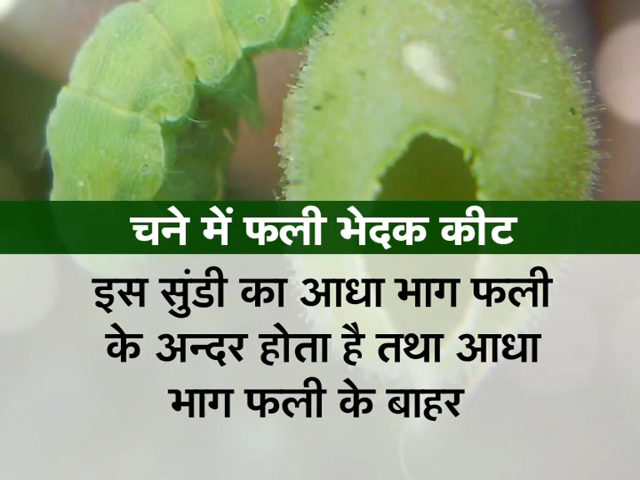 चने में फली भेदक कीट
इस सुंडी का आधा भाग फली
के अन्दर होता है तथा आधा
भाग फली के बाहर